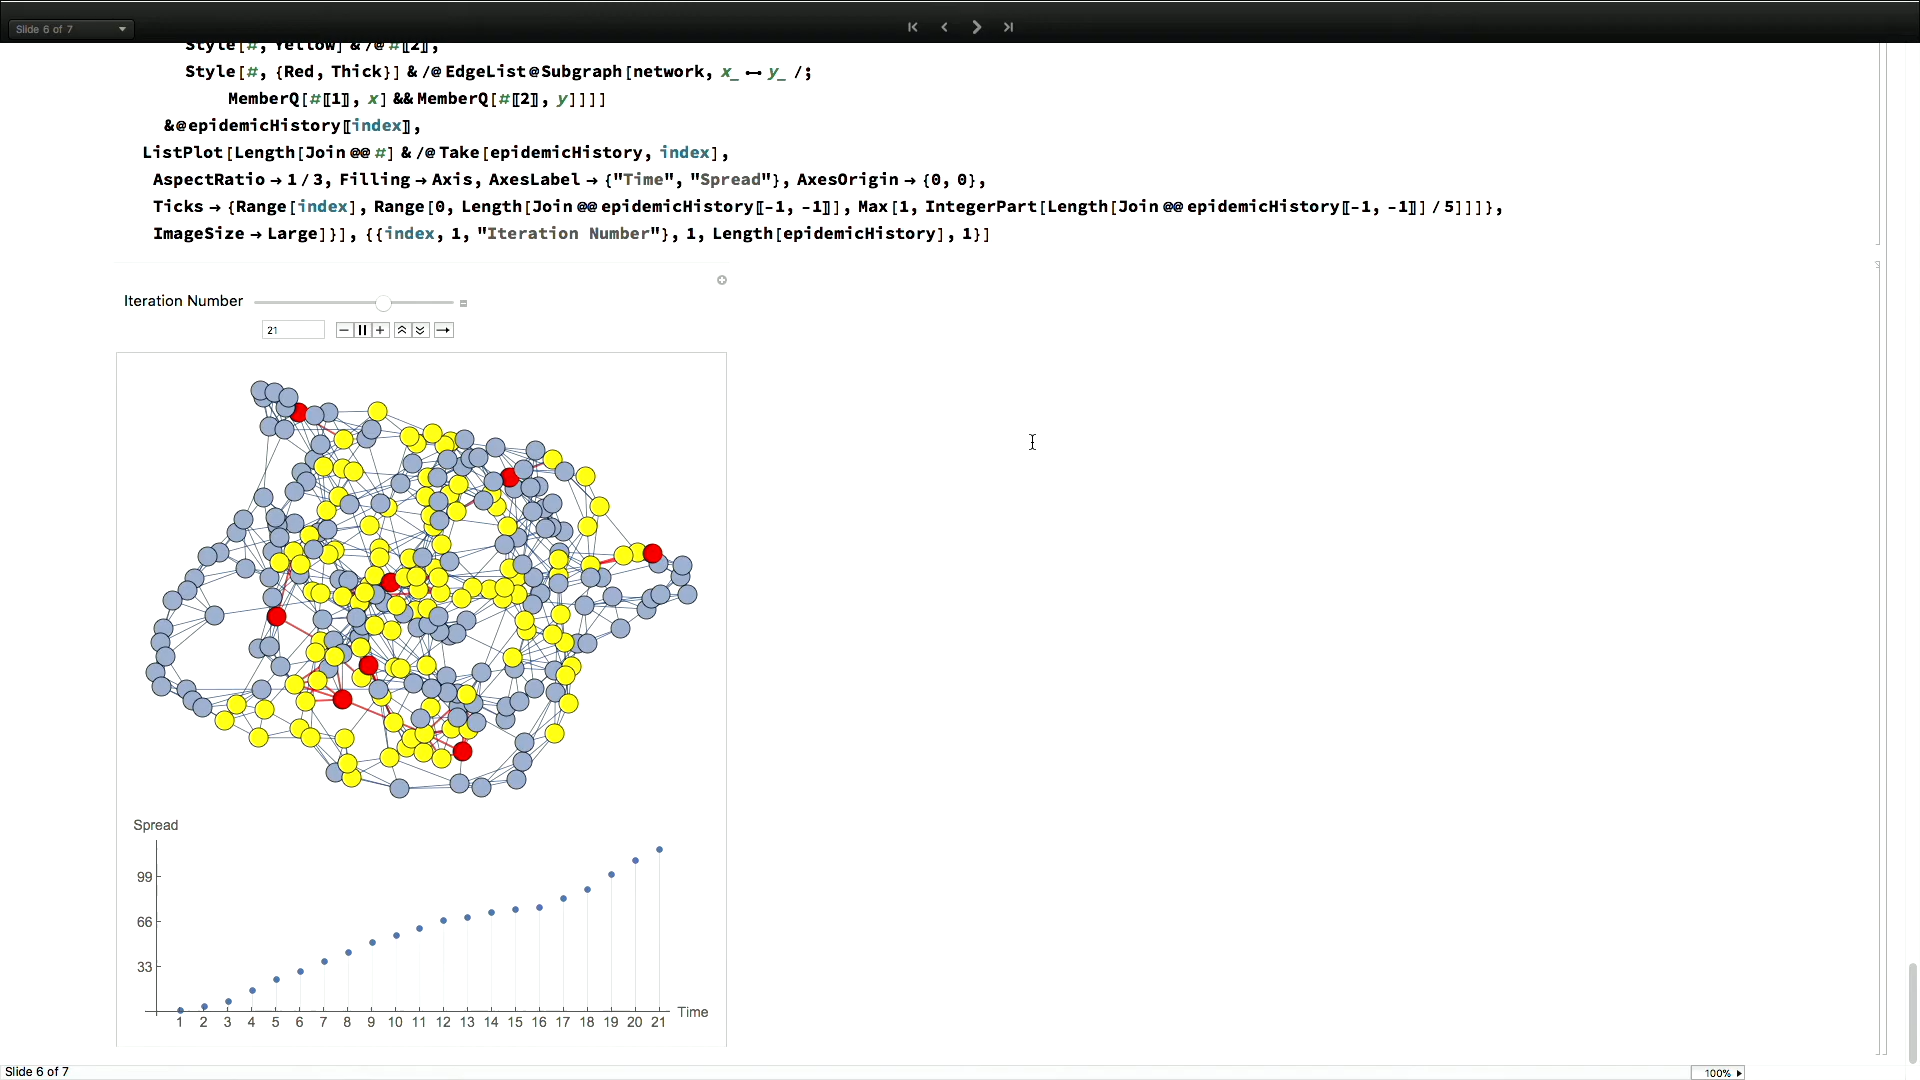 Slide 6 of 7
Style[#, Yellow] & /@ #〚2〛,
Style[#, {Red, Thick}] & /@ EdgeList@Subgraph[network, x_ ↔ y_ /;
MemberQ[#〚1〛, x] && MemberQ[#〚2〛, y]]]]
&@epidemicHistory〚index〛,
ListPlot[Length[Join @@ #] & /@ Take[epidemicHistory, index],
AspectRatio → 1 / 3, Filling → Axis, AxesLabel → {"Time", "Spread"}, AxesOrigin → {0, 0},
Ticks → {Range[index], Range[0, Length[Join @@ epidemicHistory〚-1, -1〛], Max[1, IntegerPart[Length[Join @@ epidemicHistory〚-1, -1〛] / 5]]]},
ImageSize → Large]}], {{index, 1, "Iteration Number"}, 1, Length[epidemicHistory], 1}]
Iteration Number
21
Spread
99
66
33
Time
1 2 3 4 5 6 7 8 9 10 11 12 13 14 15 16 17 18 19 20 21
Slide 6 of 7
100%